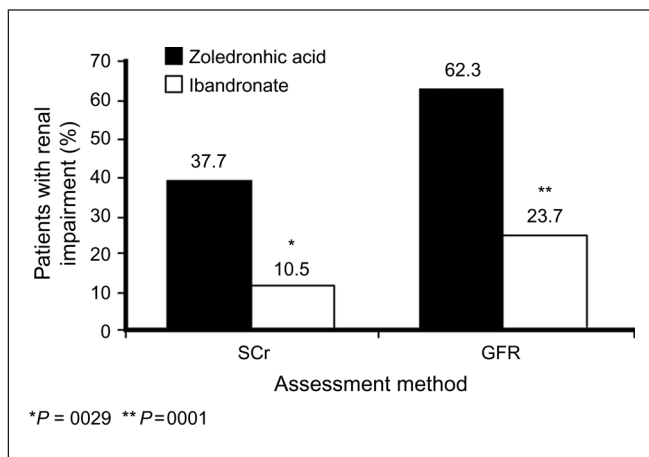 Zoledronhic acid
Ibandronate
Patients with renal
impairment (%)
70
60
50
40
30
20
10
0
37.7
*
10.5
62.3
**
23.7
SCr
GFR
Assessment method
*P = 0029 **P=0001